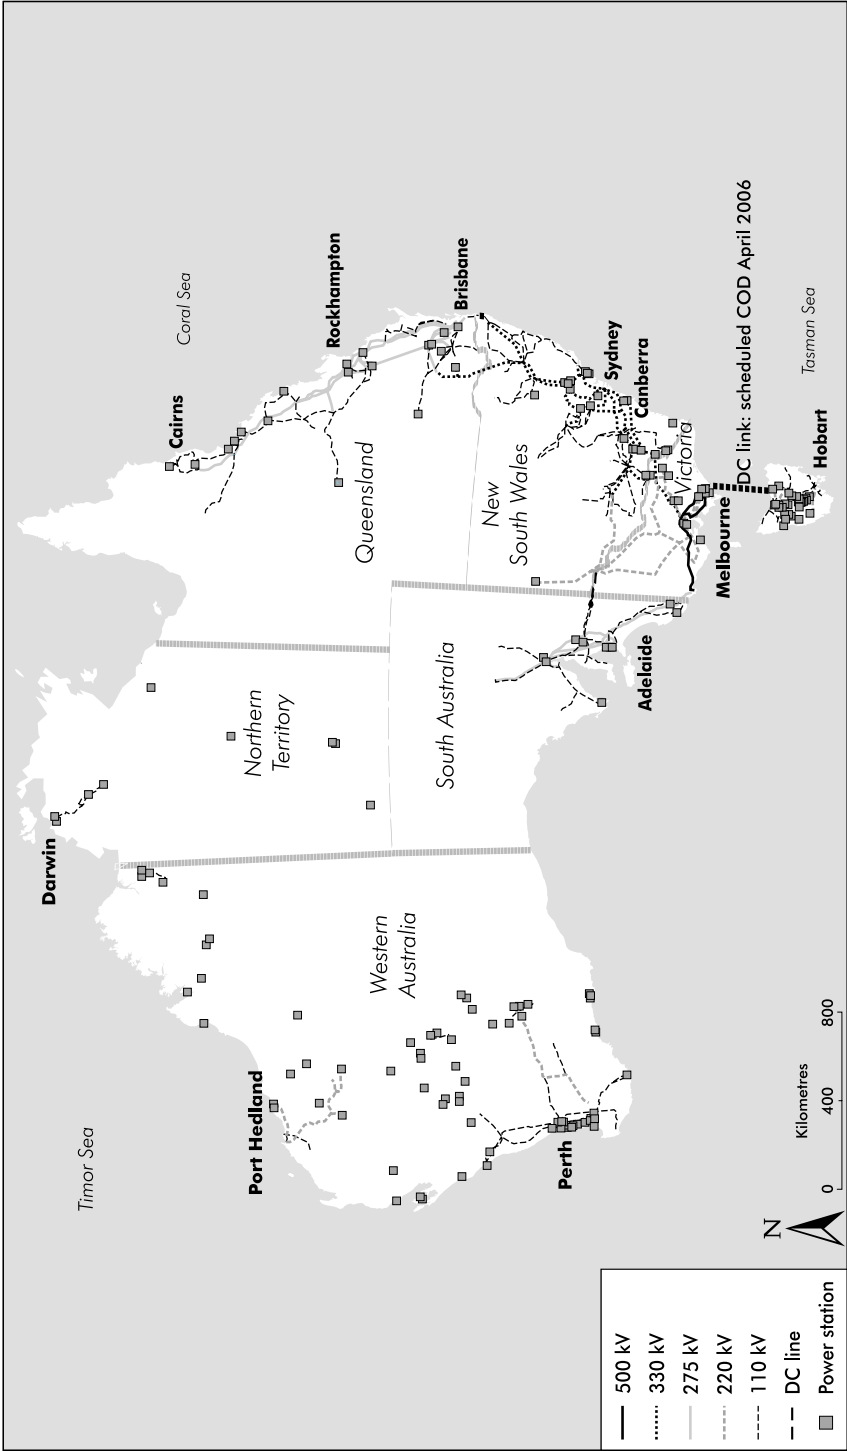 Timor Sea
Coral Sea
Tasman Sea
Darwin
Cairns
Rockhampton
Brisbane
Port Hedland
Northern
Territory
Queensland
Western
Australia
South Australia
New
South Wales
Sydney
Canberra
Victoria
Perth
Adelaide
Melbourne
DC link: scheduled COD April 2006
Hobart
500 kV
330 kV
275 kV
220 kV
110 kV
DC line
Power station
N
Kilometres
0 400 800